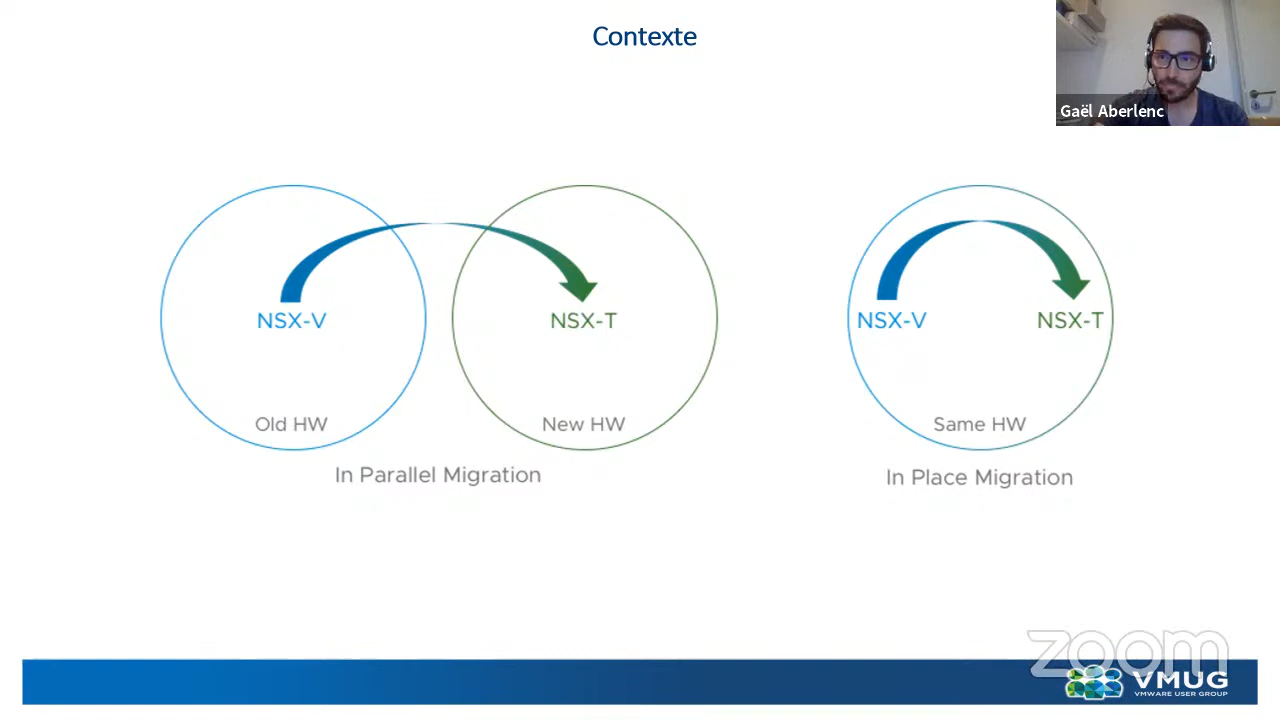 Contexte
Gaël Aberlenc
NSX-V
NSX-T
NSX-V
NSX-T
Old HW
New HW
Same HW
In Parallel Migration
In Place Migration
zoom
VMUG
VMWARE USER GROUP